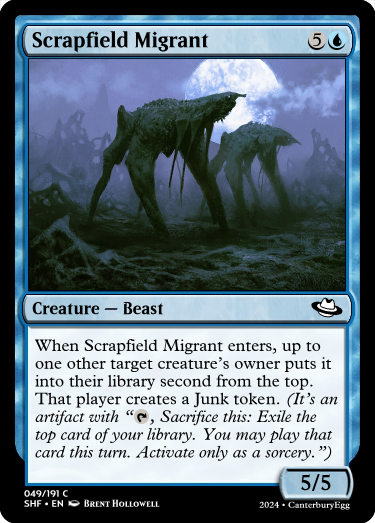 Scrapfield Migrant 5
Creature — Beast
When Scrapfield Migrant enters, up to
one other target creature's owner puts it
into their library second from the top.
That player creates a Junk token. (It's an
artifact with “, Sacrifice this: Exile the
top card of your library. You may play that
card this turn. Activate only as a sorcery.”)
5/5
049/191 C
SHF • EN Brent Hollowell
2024 • CanterburyEgg